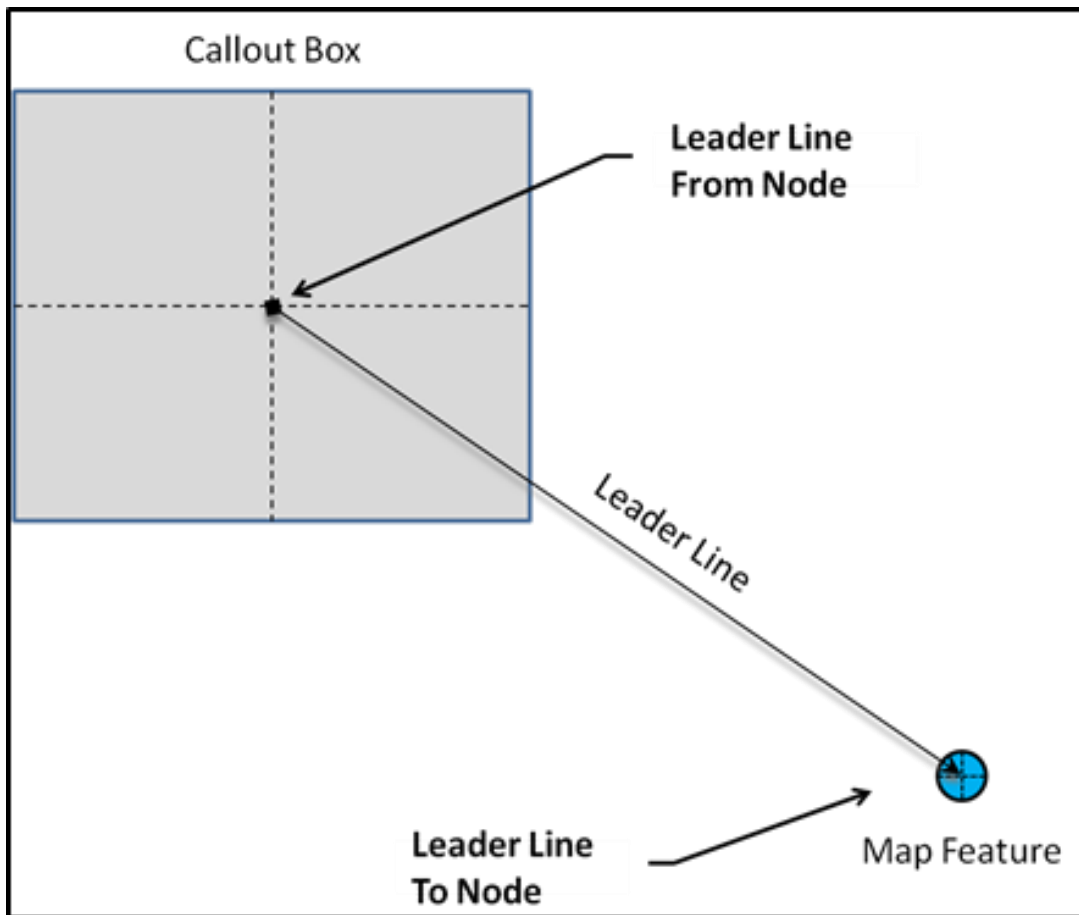 Callout Box
Leader Line
From Node
Leader Line
Leader Line
To Node
Map Feature